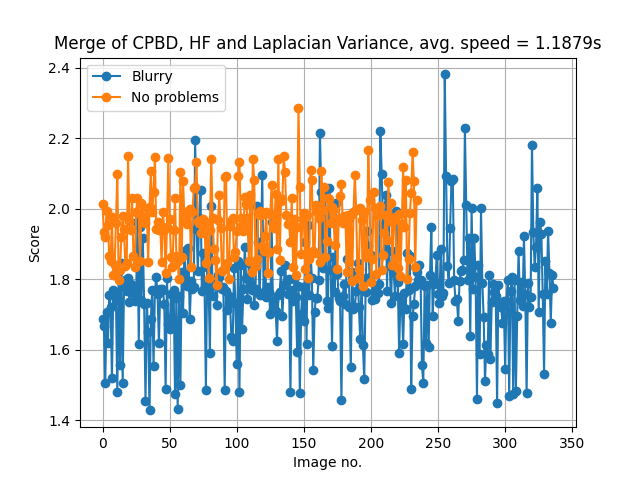 Merge of CPBD, HF and Laplacian Variance, avg. speed = 1.1879s
Blurry
No problems
2.4
2.2
2.0
1.8
1.6
1.4
Score
0 50 100 150 200 250 300 350
Image no.